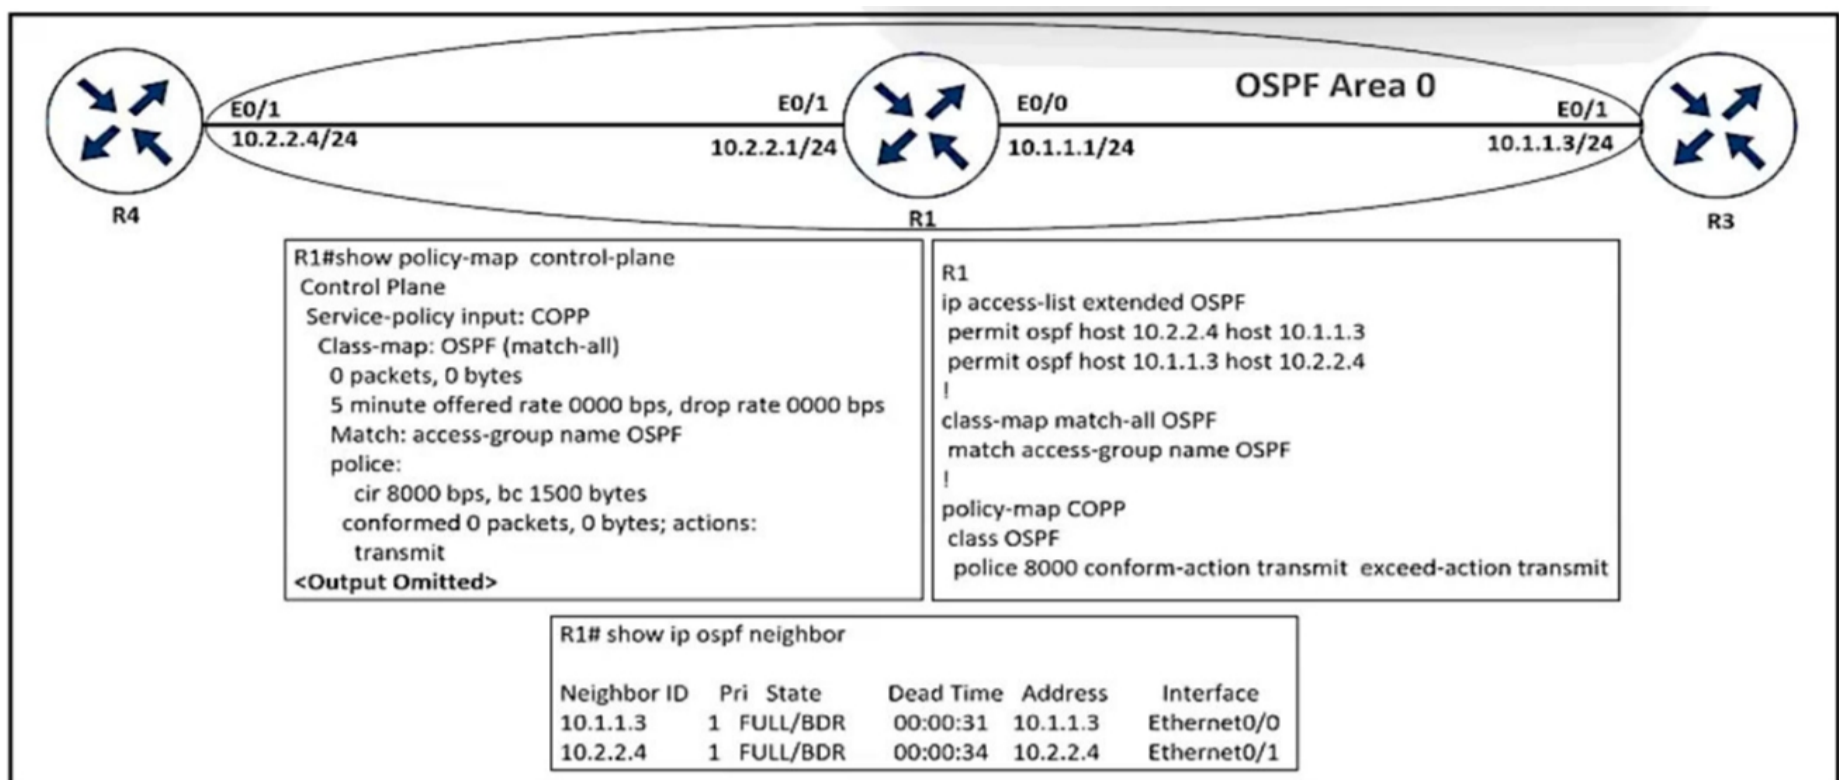 OSPF Area 0
E0/1
10.2.2.4/24
R4
E0/1
10.2.2.1/24
E0/0
10.1.1.1/24
R1
E0/1
10.1.1.3/24
R3
R1#show policy-map control-plane
Control Plane
Service-policy input: COPP
Class-map: OSPF (match-all)
0 packets, 0 bytes
5 minute offered rate 0000 bps, drop rate 0000 bps
Match: access-group name OSPF
police:
cir 8000 bps, bc 1500 bytes
conformed 0 packets, 0 bytes; actions:
transmit
<Output Omitted>
R1
ip access-list extended OSPF
permit ospf host 10.2.2.4 host 10.1.1.3
permit ospf host 10.1.1.3 host 10.2.2.4
!
class-map match-all OSPF
match access-group name OSPF
!
policy-map COPP
class OSPF
police 8000 conform-action transmit exceed-action transmit
R1# show ip ospf neighbor
Neighbor ID Pri State Dead Time Address Interface
10.1.1.3 1 FULL/BDR 00:00:31 10.1.1.3 Ethernet0/0
10.2.2.4 1 FULL/BDR 00:00:34 10.2.2.4 Ethernet0/1